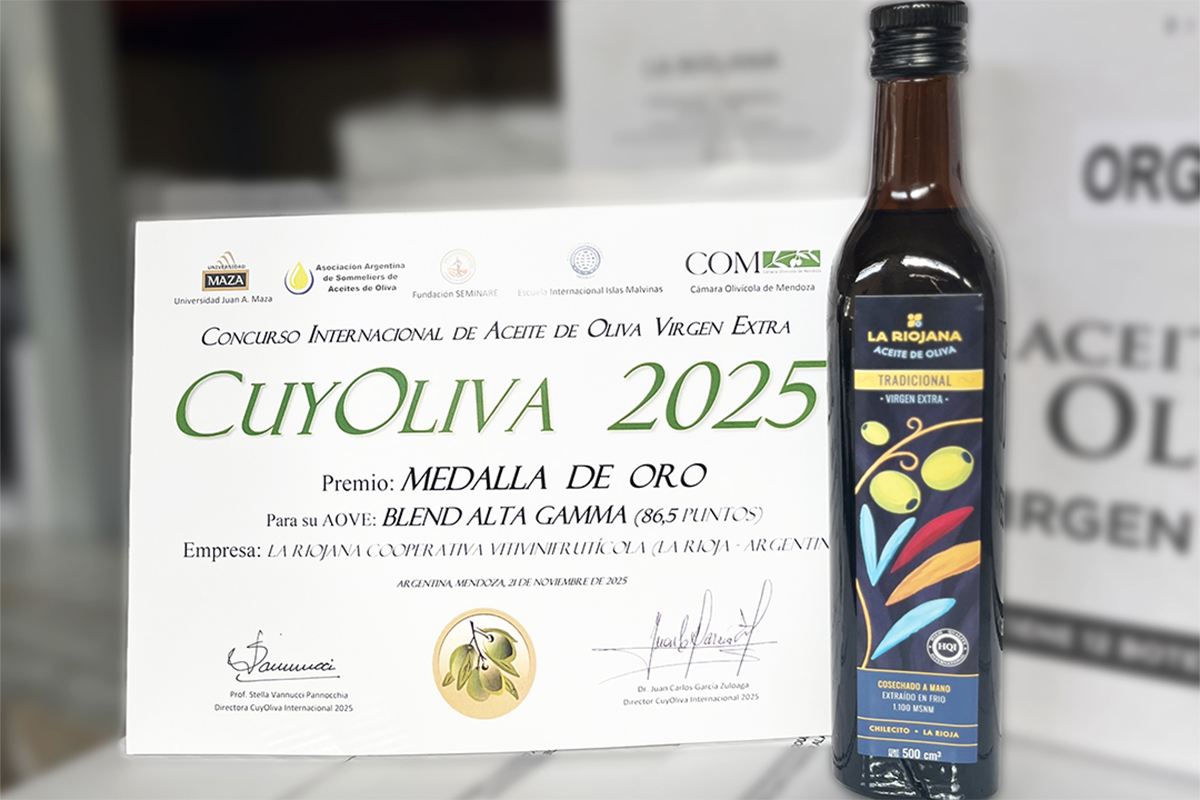 UNIVERSIDAD
MAZA
Universidad Juan A. Maza
Asociacion Argentina
de Sommeliers de
Aceites de Oliva
Fundación SEMINARE
Escuela Internacional Islas Malvinas
COM
Cámara Olivícola de Mendoza
Concurso Internacional de Aceite de Oliva Virgen Extra
CuyOliva 2025
Premio: MEDALLA DE ORO
Para su AOVE: BLEND ALTA GAMMA (86,5 PUNTOS)
Empresa: LA RIOJANA COOPERATIVA VITIVINIFRUTÍCOLA (LA RIOJA - ARGENTIN
ARGENTINA, MENDOZA, 21 DE NOVIEMBRE DE 2025
Prof. Stella Vannucci Pannocchia
Directora CuyOliva Internacional 2025
Dr. Juan Carlos García Zuloaga
Director CuyOliva Internacional 2025
LA RIOJANA
ACEITE DE OLIVA
TRADICIONAL
• VIRGEN EXTRA •
HQI
COSECHADO A MANO
EXTRAÍDO EN FRIO
1.100 MSNM
CHILECITO • LA RIOJA
500 cm³
LA RIOJANA
ORG
ACEIT
OL
IRGEN